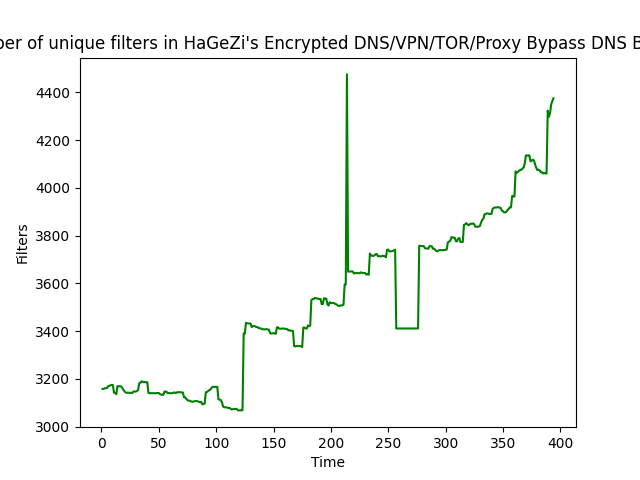 ber of unique filters in HaGeZi's Encrypted DNS/VPN/TOR/Proxy Bypass DNS B
4400
4200
4000
3800
3600
3400
3200
3000
Filters
0 50 100 150 200 250 300 350 400
Time